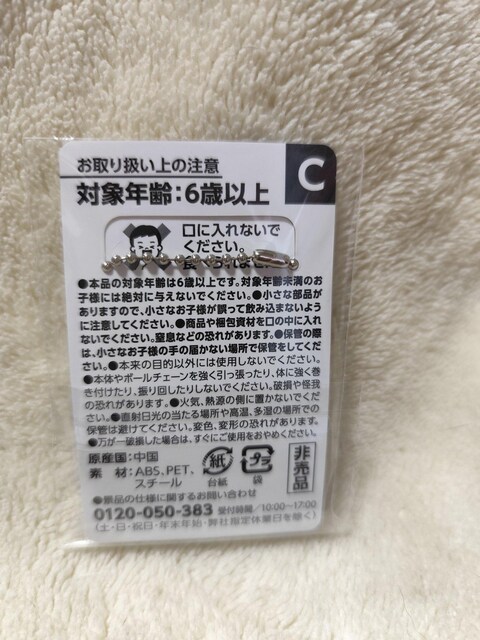 お取り扱い上の注意
C
対象年齢:6歳以上
口に入れないで
ください。
●本品の対象年齢は6歳以上です。対象年齢未満のお
子様には絶対に与えないでください。●小さな部品が
ありますので、小さなお子様が誤って飲み込まないよう
に注意してください。●商品や梱包資材を口の中に入
れないでください。窒息などの恐れがあります。●保管の際
は、小さなお子様の手の届かない場所で保管をしてくだ
さい。●本来の目的以外には使用しないでください。
●本体やボールチェーンを強く引っ張ったり、体に強く巻
き付けたり、振り回したりしないでください。破損や怪我
の恐れがあります。●火気、熱源の側に置かないでくだ
さい。●直射日光の当たる場所や高温、多湿の場所での
保管は避けてください。変色、変形の恐れがあります。
●万が一破損した場合は、すぐにご使用をおやめください。
原産国:中国
素 材:ABS、PET、
スチール
紙
台紙
プラ
袋
非売品
●景品の仕様に関するお問い合わせ
0120-050-383 受付時間/10:00~17:00
(土・日・祝日・年末年始・弊社指定休業日を除く)